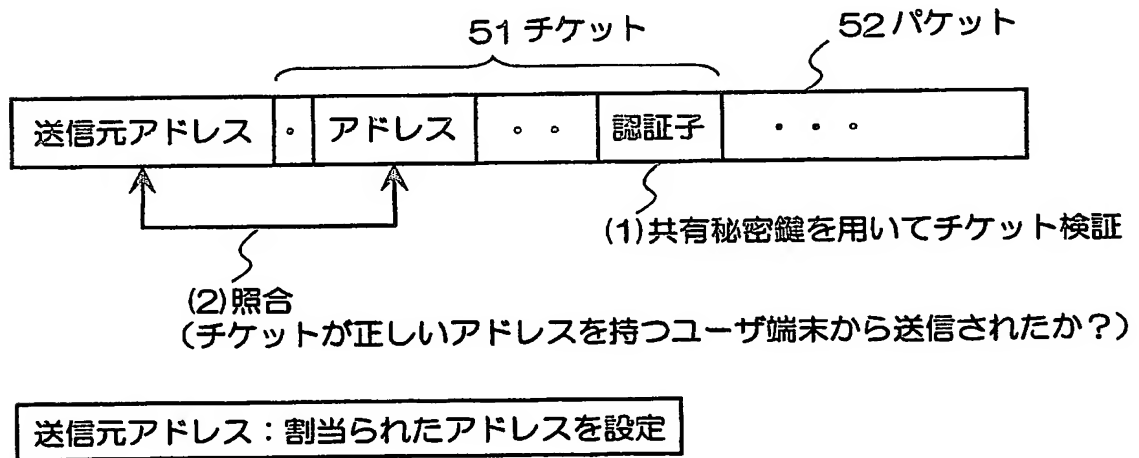 51 チケット
52 パケット
送信元アドレス 。 アドレス 。。 認証子 ・・。
(1)共有秘密鍵を用いてチケット検証
(2)照合
(チケットが正しいアドレスを持つユーザ端末から送信されたか?)
送信元アドレス:割当られたアドレスを設定